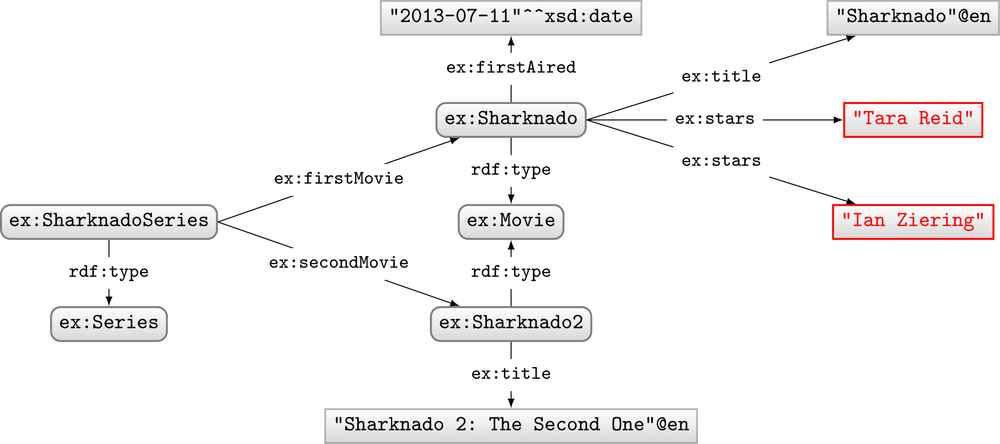 "2013-07-11"^^xsd:date
"Sharknado"@en
ex:firstAired
ex:title
ex:Sharknado
ex:stars
"Tara Reid"
ex:stars
rdf:type
ex:firstMovie
ex:SharknadoSeries
ex:Movie
"Ian Ziering"
ex:secondMovie
rdf:type
rdf:type
ex:Series
ex:Sharknado2
ex:title
"Sharknado 2: The Second One"@en